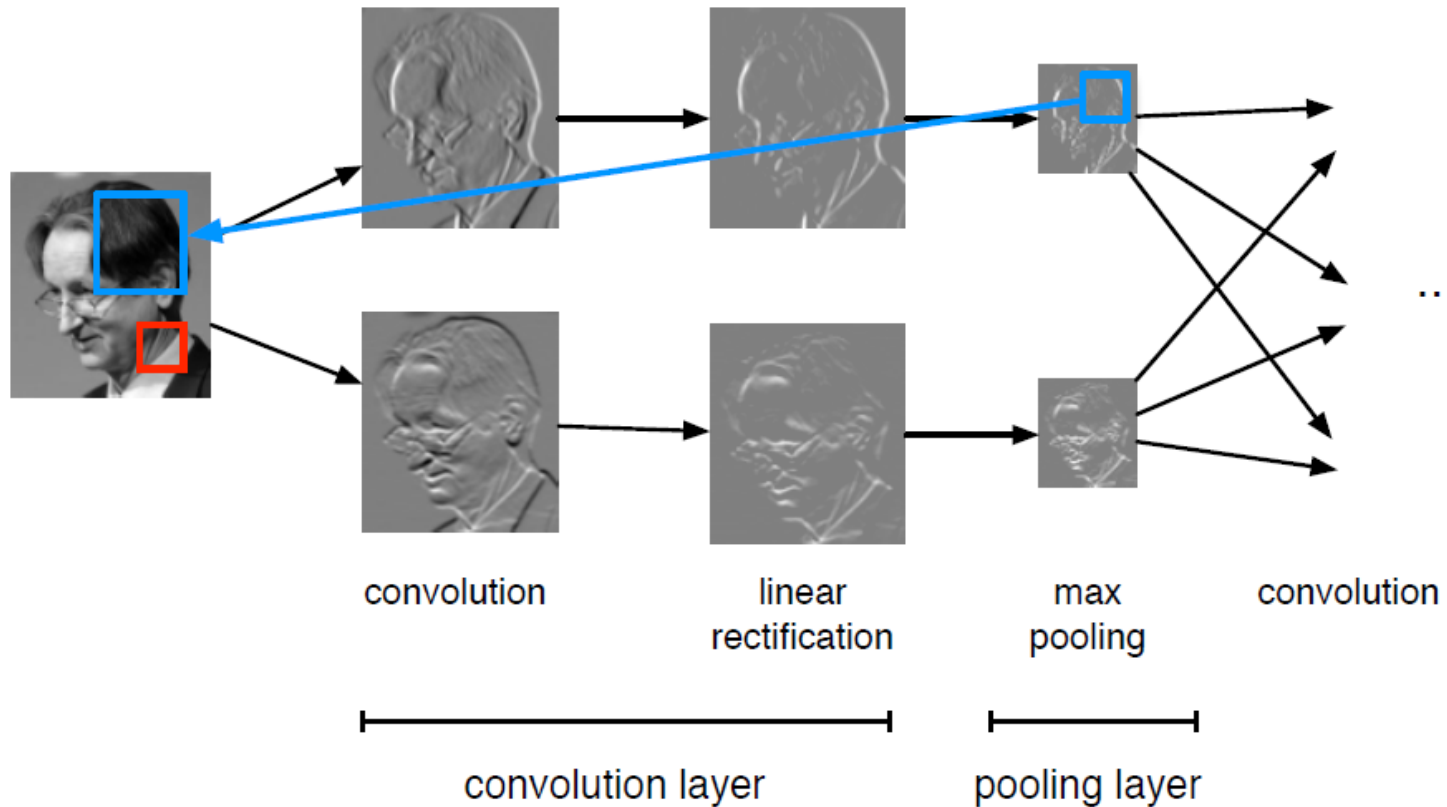 ..
convolution
linear
rectification
max
pooling
convolution
convolution layer
pooling layer